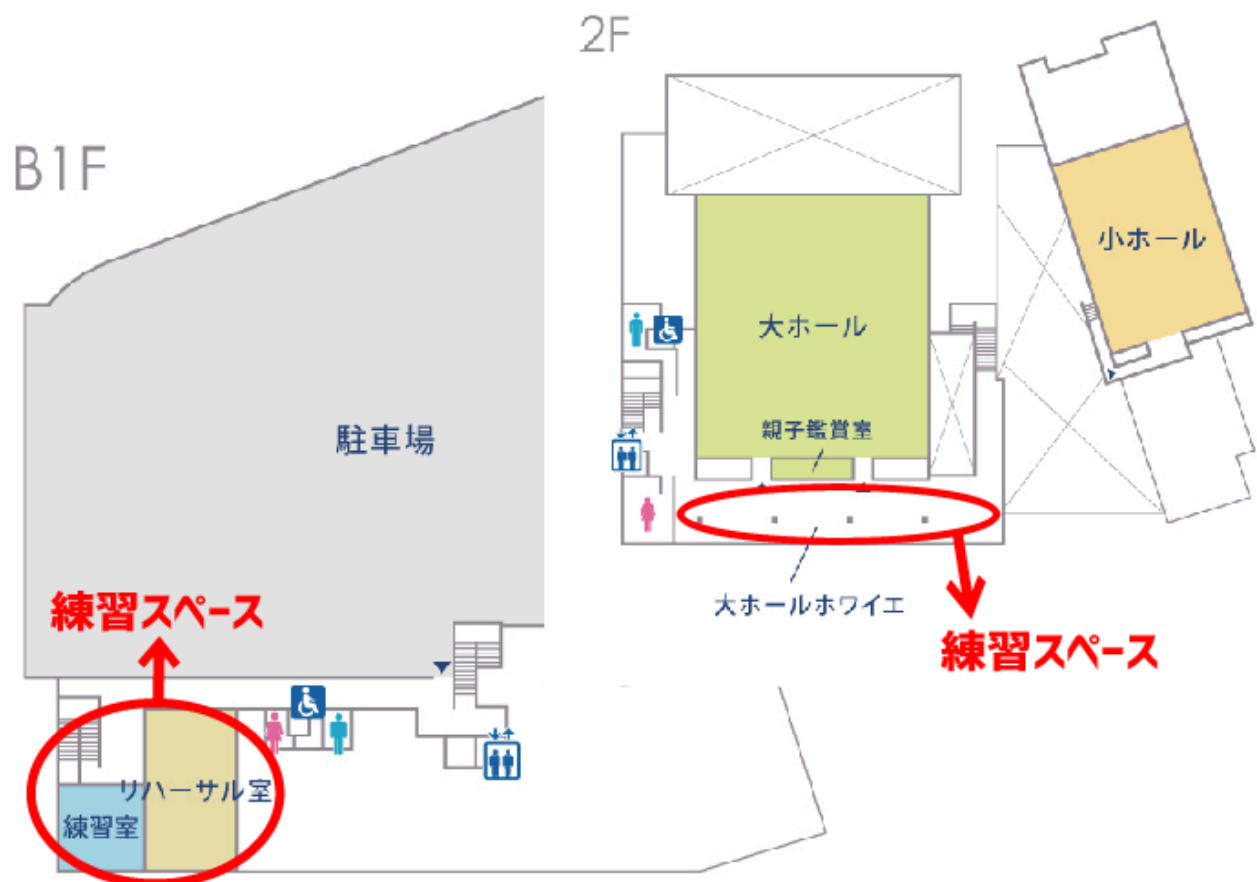 2F
B1F
小ホール
大ホール
親子鑑賞室
駐車場
大ホールホワイエ
練習スペース
練習スペース
リハーサル室
練習室